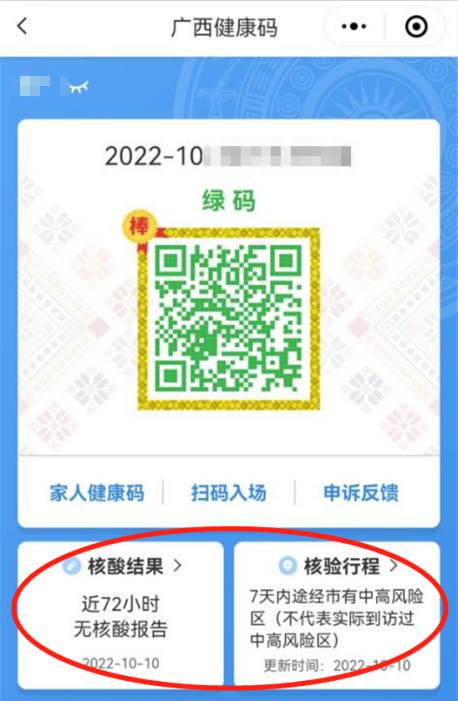 广西健康码
2022-10
绿码
棒
家人健康码
扫码入场
申诉反馈
核酸结果
核验行程
近72小时
无核酸报告
2022-10-10
7天内途经市有中高风险
区（不代表实际到访过
中高风险区）
更新时间：2022-10-10